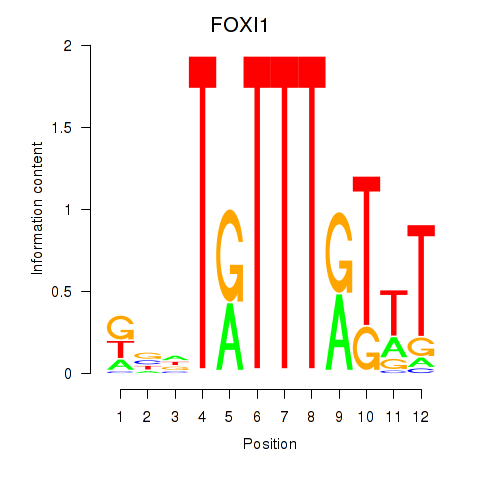 FOXI1
2
1.5
1
0.5
0
Information content
G T A C
G C T A
A T G C
T
G A
T
T
T
G A
T G
T A G C
T G A C
1 2 3 4 5 6 7 8 9 10 11 12
Position